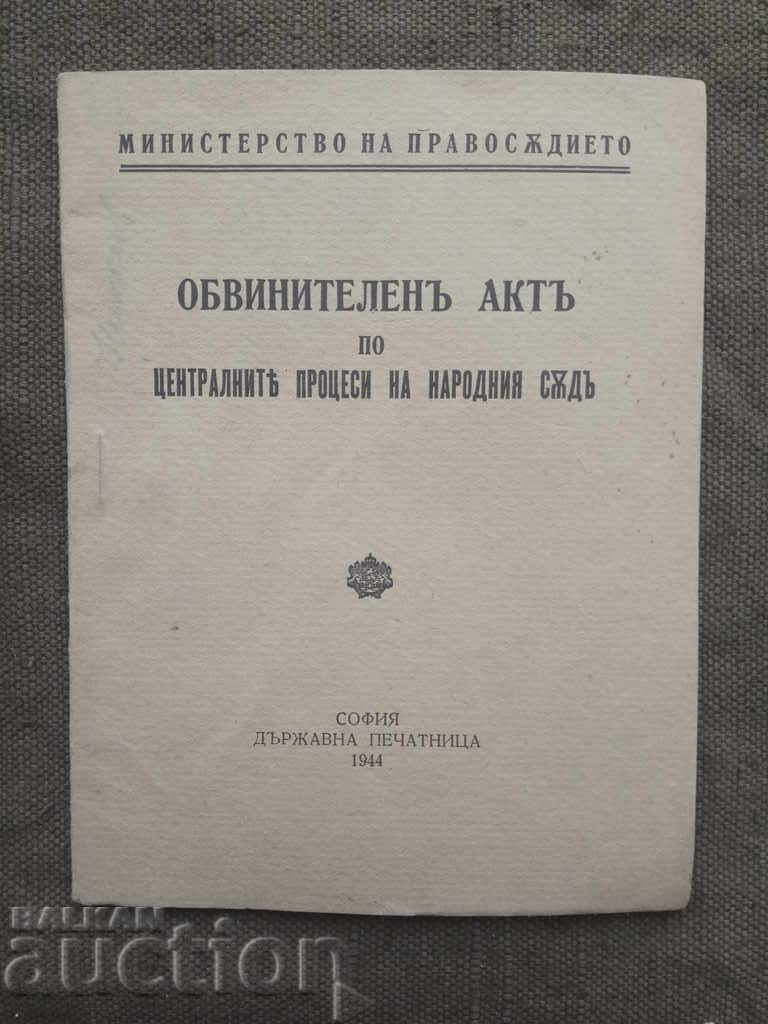 МИНИСТЕРСТВО НА ПРАВОСѪДИЕТО
ОБВИНИТЕЛЕНЪ АКТЪ
ПО
ЦЕНТРАЛНИТѢ ПРОЦЕСИ НА НАРОДНИЯ СѪДЪ
СОФИЯ
ДЪРЖАВНА ПЕЧАТНИЦА
1944
BALKAN
auction